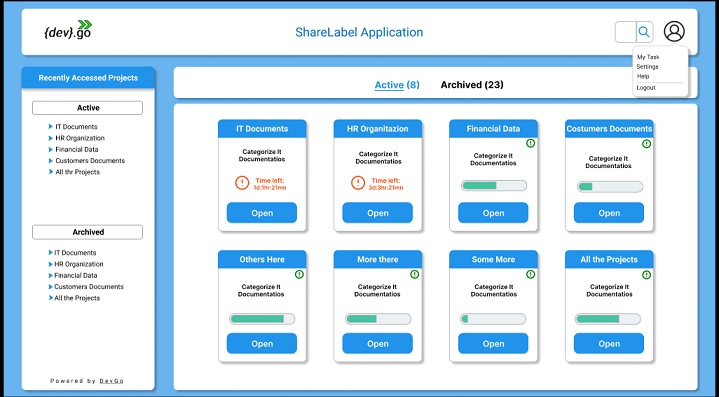 {dev}.go
ShareLabel Application
My Task
Settings
Help
Logout
Recently Accessed Projects
Active
IT Documents
HR Organization
Financial Data
Customers Documents
All thr Projects
Archived
IT Documents
HR Organization
Financial Data
Customers Documents
All the Projects
Powered by DevGo
Active (8) Archived (23)
IT Documents
Categorize It
Documentatios
Time left:
1d:1hr:21mn
Open
HR Organitazion
Categorize It
Documentatios
Time left:
3d:3hr:21mn
Open
Financial Data
Categorize It
Documentatios
Open
Costumers Documents
Categorize It
Documentatios
Open
Others Here
Categorize It
Documentatios
Open
More there
Categorize It
Documentatios
Open
Some More
Categorize It
Documentatios
Open
All the Projects
Categorize It
Documentatios
Open